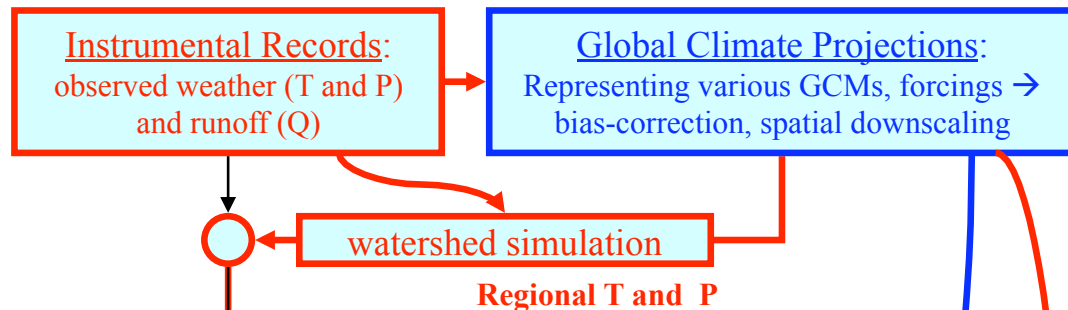 Instrumental Records:
observed weather (T and P)
and runoff (Q)
Global Climate Projections:
Representing various GCMs, forcings →
bias-correction, spatial downscaling
watershed simulation
Regional T and P